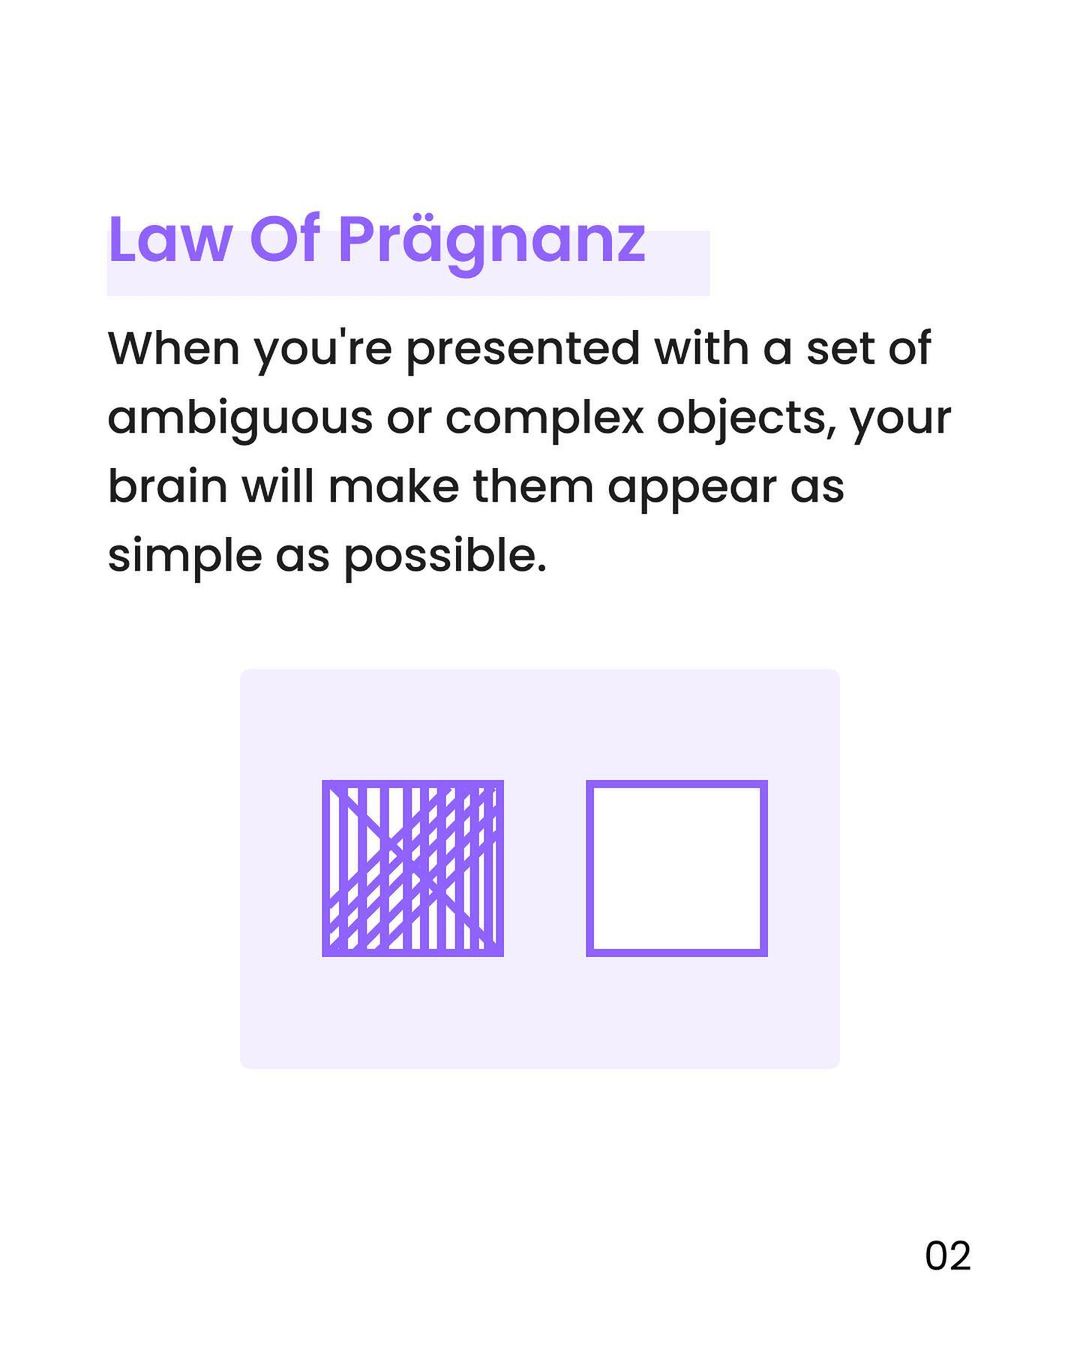 Law Of Prägnanz
When you're presented with a set of
ambiguous or complex objects, your
brain will make them appear as
simple as possible.
02